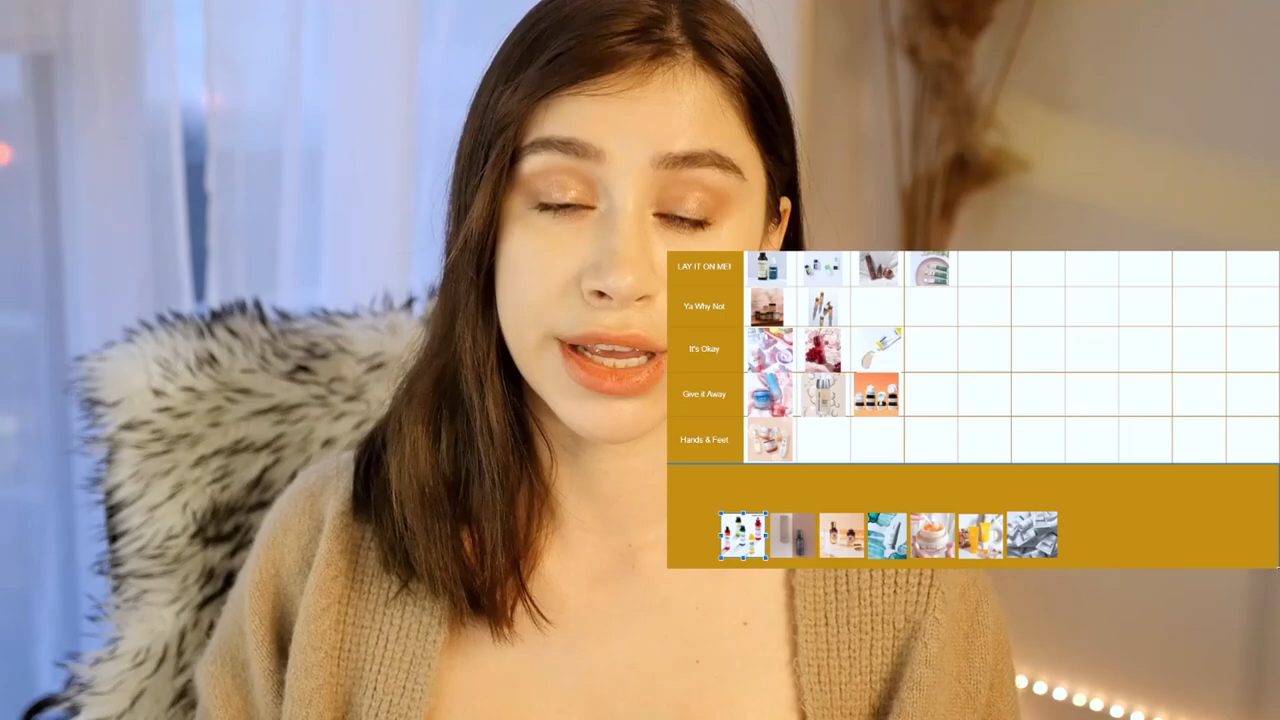 LAY IT ON ME!
Ya Why Not
It's Okay
Give it Away
Hands & Feet